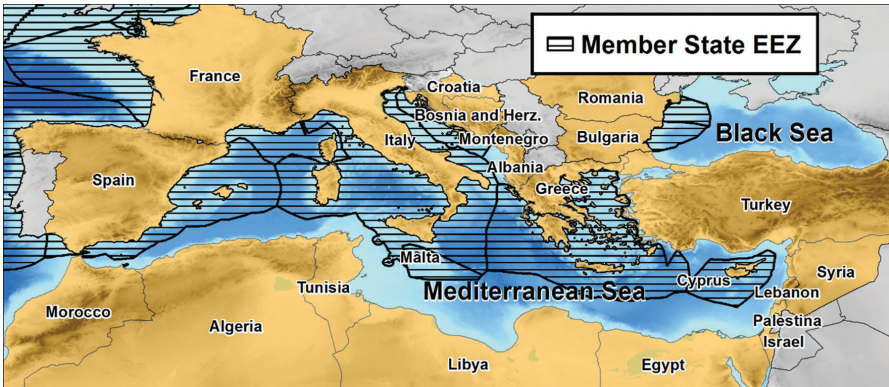 Member State EEZ
France
Croatia
Romania
Bosnia and Herz.
Italy
Montenegro
Bulgaria
Black Sea
Albania
Spain
Greece
Turkey
Malta
Cyprus
Syria
Tunisia
Mediterranean Sea
Lebanon
Morocco
Palestina
Algeria
Israel
Libya
Egypt